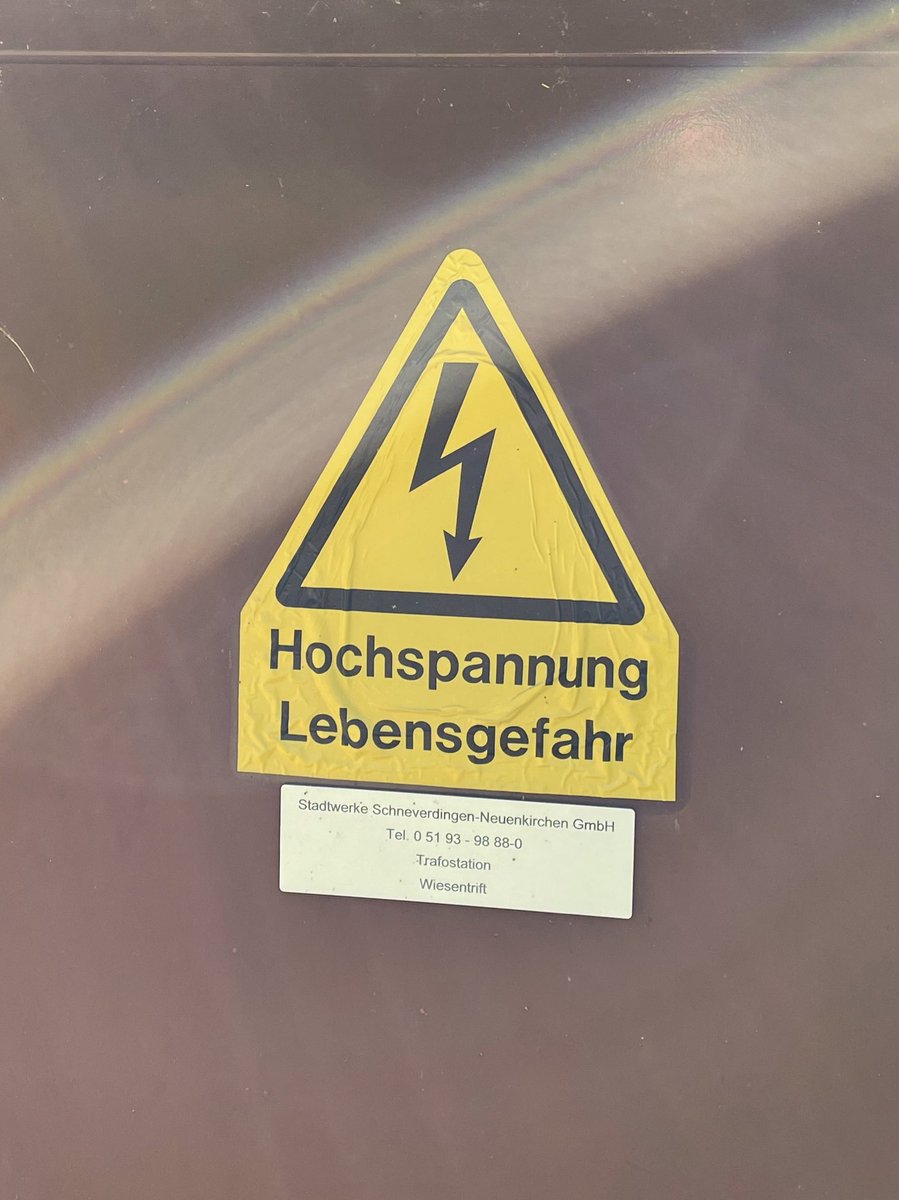 Hochspannung
Lebensgefahr
Stadtwerke Schneverdingen-Neuenkirchen GmbH
Tel. 0 51 93 - 98 88-0
Trafostation
Wiesentrift